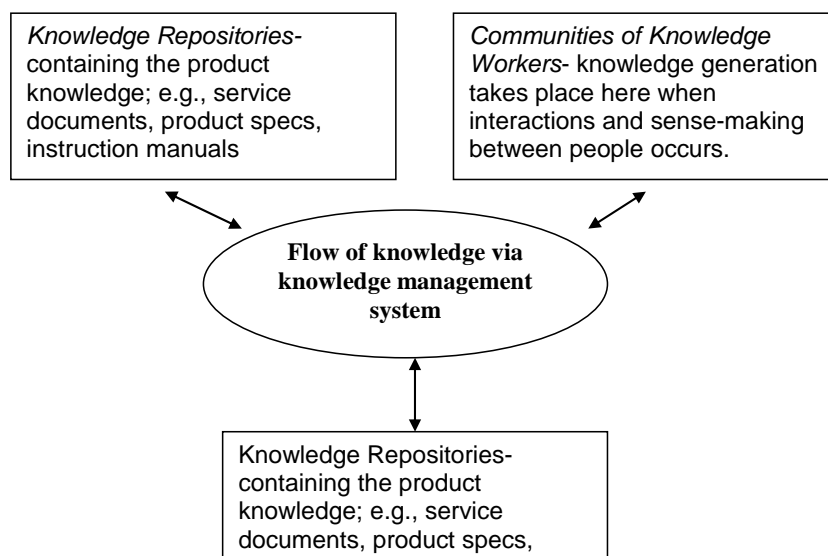 Knowledge Repositories-
containing the product
knowledge; e.g., service
documents, product specs,
instruction manuals
Communities of Knowledge
Workers- knowledge generation
takes place here when
interactions and sense-making
between people occurs.
Flow of knowledge via
knowledge management
system
Knowledge Repositories-
containing the product
knowledge; e.g., service
documents, product specs,